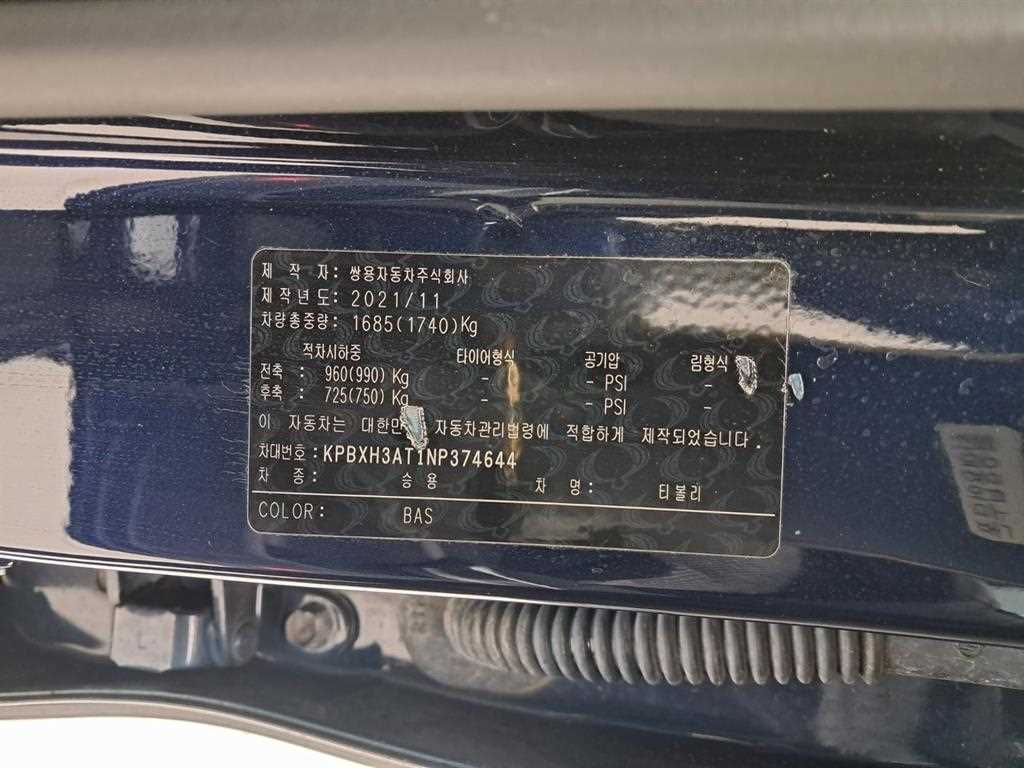 제 작 자: 쌍용자동차주식회사
제작년도: 2021/11
차량총중량: 1685(1740)Kg
적차시하중 타이어형식 공기압 림형식
전축 : 960(990) Kg - - PSI -
후축 : 725(750) Kg - - PSI -
이 자동차는 대한민 자동차관리법령에 적합하게 제작되었습니다.
차대번호: KPBXH3AT1NP374644
차 종: 승 용 차 명: 티볼리
COLOR: BAS